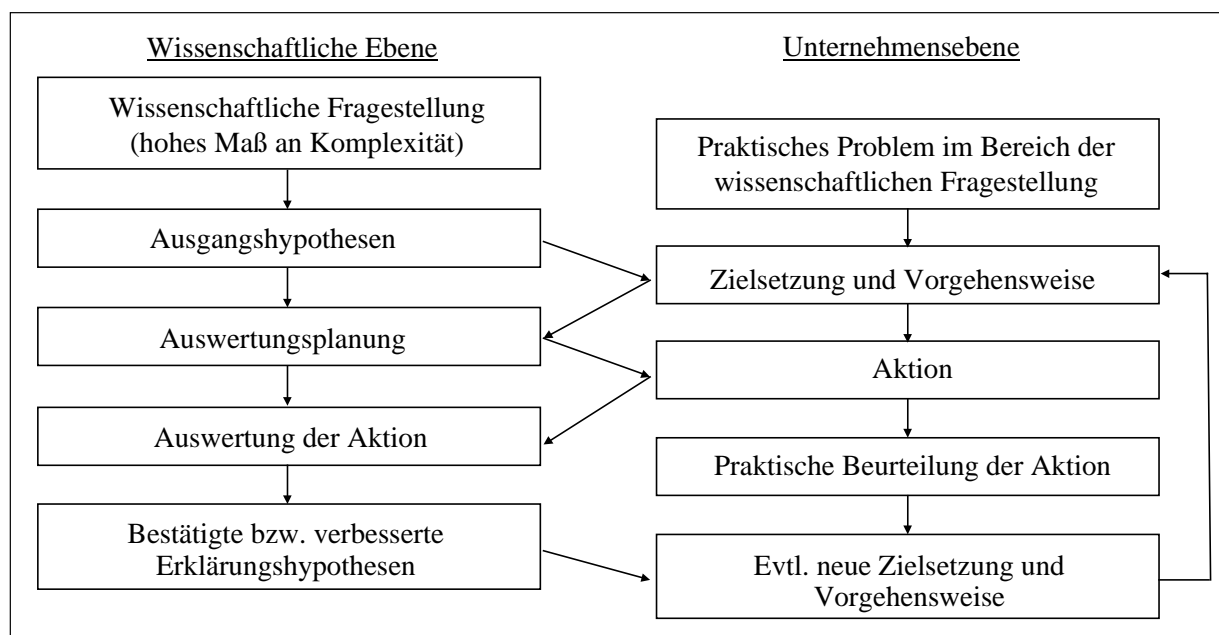 Wissenschaftliche Ebene
Wissenschaftliche Fragestellung
(hohes Maß an Komplexität)
Ausgangshypothesen
Auswertungsplanung
Auswertung der Aktion
Bestätigte bzw. verbesserte
Erklärungshypothesen
Unternehmensebene
Praktisches Problem im Bereich der
wissenschaftlichen Fragestellung
Zielsetzung und Vorgehensweise
Aktion
Praktische Beurteilung der Aktion
Evtl. neue Zielsetzung und
Vorgehensweise